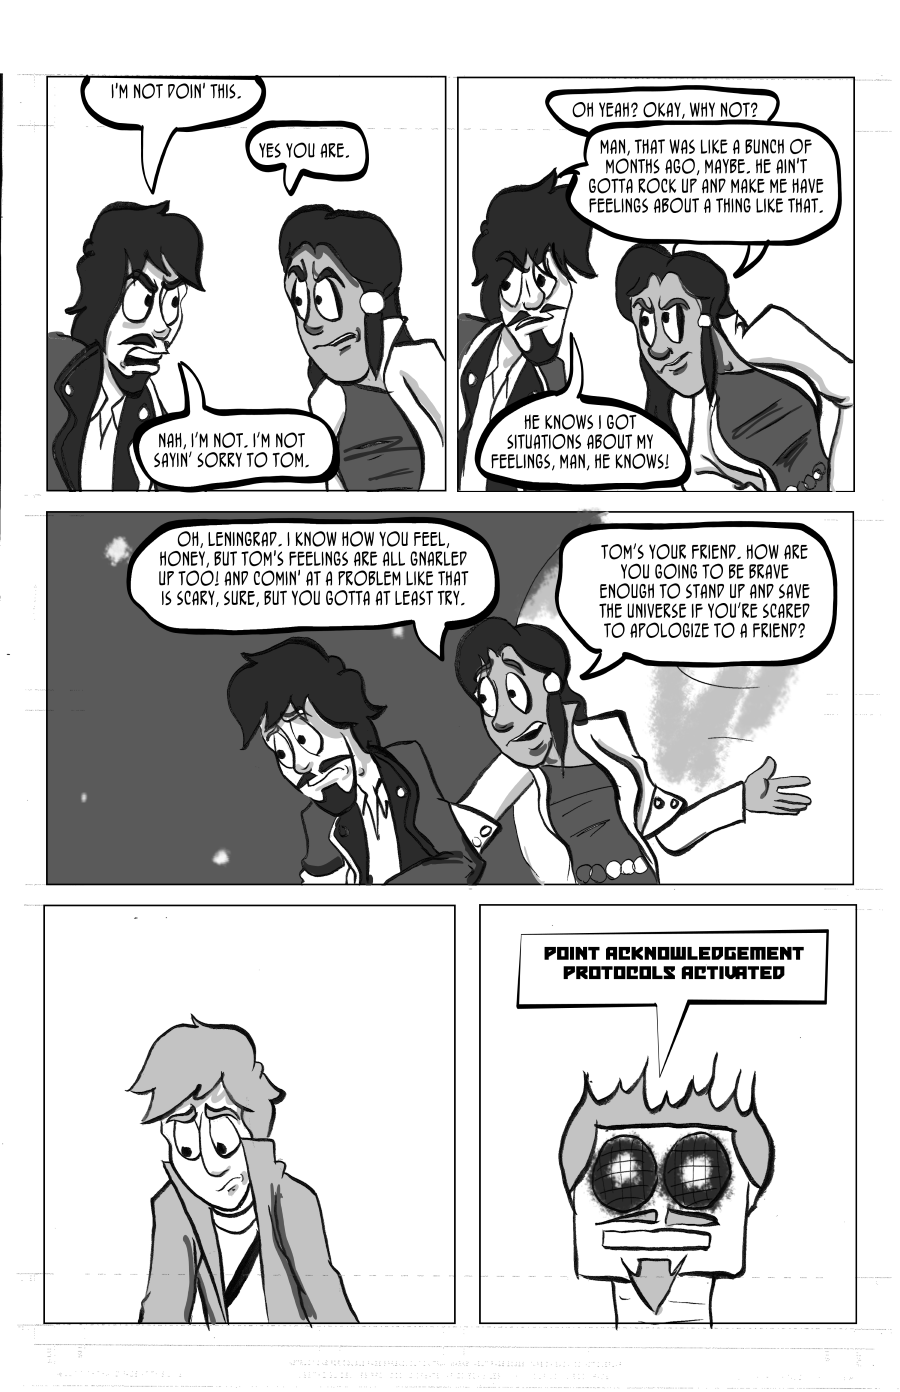 I'M NOT DOIN' THIS.
YES YOU ARE.
NAH, I'M NOT. I'M NOT
SAYIN' SORRY TO TOM.
OH YEAH? OKAY, WHY NOT?
MAN, THAT WAS LIKE A BUNCH OF
MONTHS AGO, MAYBE. HE AIN'T
GOTTA ROCK UP AND MAKE ME HAVE
FEELINGS ABOUT A THING LIKE THAT.
HE KNOWS I GOT
SITUATIONS ABOUT MY
FEELINGS, MAN, HE KNOWS!
OH, LENINGRAD. I KNOW HOW YOU FEEL,
HONEY, BUT TOM'S FEELINGS ARE ALL GNARLED
UP TOO! AND COMIN' AT A PROBLEM LIKE THAT
IS SCARY, SURE, BUT YOU GOTTA AT LEAST TRY.
TOM'S YOUR FRIEND. HOW ARE
YOU GOING TO BE BRAVE
ENOUGH TO STAND UP AND SAVE
THE UNIVERSE IF YOU'RE SCARED
TO APOLOGIZE TO A FRIEND?
POINT ACKNOWLEDGEMENT
PROTOCOLS ACTIVATED